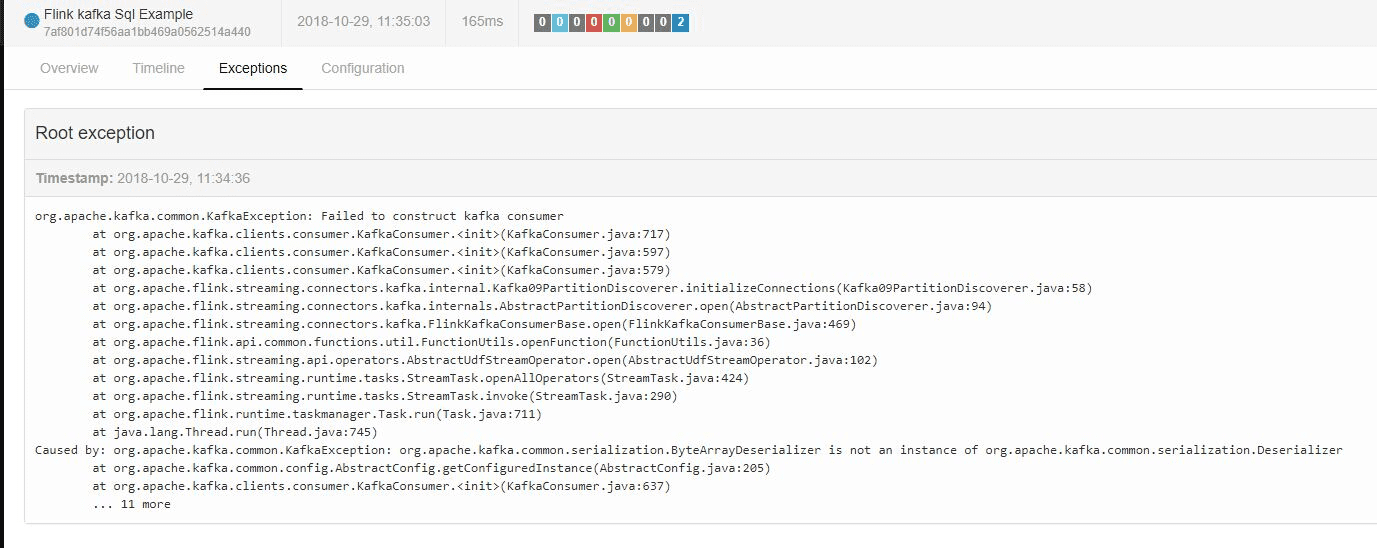 Flink kafka Sql Example
7af801d74f56aa1bb469a0562514a440
2018-10-29, 11:35:03
165ms
0 0 0 0 0 0 0 0 2
Overview Timeline Exceptions Configuration
Root exception
Timestamp: 2018-10-29, 11:34:36
org.apache.kafka.common.KafkaException: Failed to construct kafka consumer
at org.apache.kafka.clients.consumer.KafkaConsumer.<init>(KafkaConsumer.java:717)
at org.apache.kafka.clients.consumer.KafkaConsumer.<init>(KafkaConsumer.java:597)
at org.apache.kafka.clients.consumer.KafkaConsumer.<init>(KafkaConsumer.java:579)
at org.apache.flink.streaming.connectors.kafka.internal.Kafka09PartitionDiscoverer.initializeConnections(Kafka09PartitionDiscoverer.java:58)
at org.apache.flink.streaming.connectors.kafka.internals.AbstractPartitionDiscoverer.open(AbstractPartitionDiscoverer.java:94)
at org.apache.flink.streaming.connectors.kafka.FlinkKafkaConsumerBase.open(FlinkKafkaConsumerBase.java:469)
at org.apache.flink.api.common.functions.util.FunctionUtils.openFunction(FunctionUtils.java:36)
at org.apache.flink.streaming.api.operators.AbstractUdfStreamOperator.open(AbstractUdfStreamOperator.java:102)
at org.apache.flink.streaming.runtime.tasks.StreamTask.openAllOperators(StreamTask.java:424)
at org.apache.flink.streaming.runtime.tasks.StreamTask.invoke(StreamTask.java:290)
at org.apache.flink.runtime.taskmanager.Task.run(Task.java:711)
at java.lang.Thread.run(Thread.java:745)
Caused by: org.apache.kafka.common.KafkaException: org.apache.kafka.common.serialization.ByteArrayDeserializer is not an instance of org.apache.kafka.common.serialization.Deserializer
at org.apache.kafka.common.config.AbstractConfig.getConfiguredInstance(AbstractConfig.java:205)
at org.apache.kafka.clients.consumer.KafkaConsumer.<init>(KafkaConsumer.java:637)
... 11 more